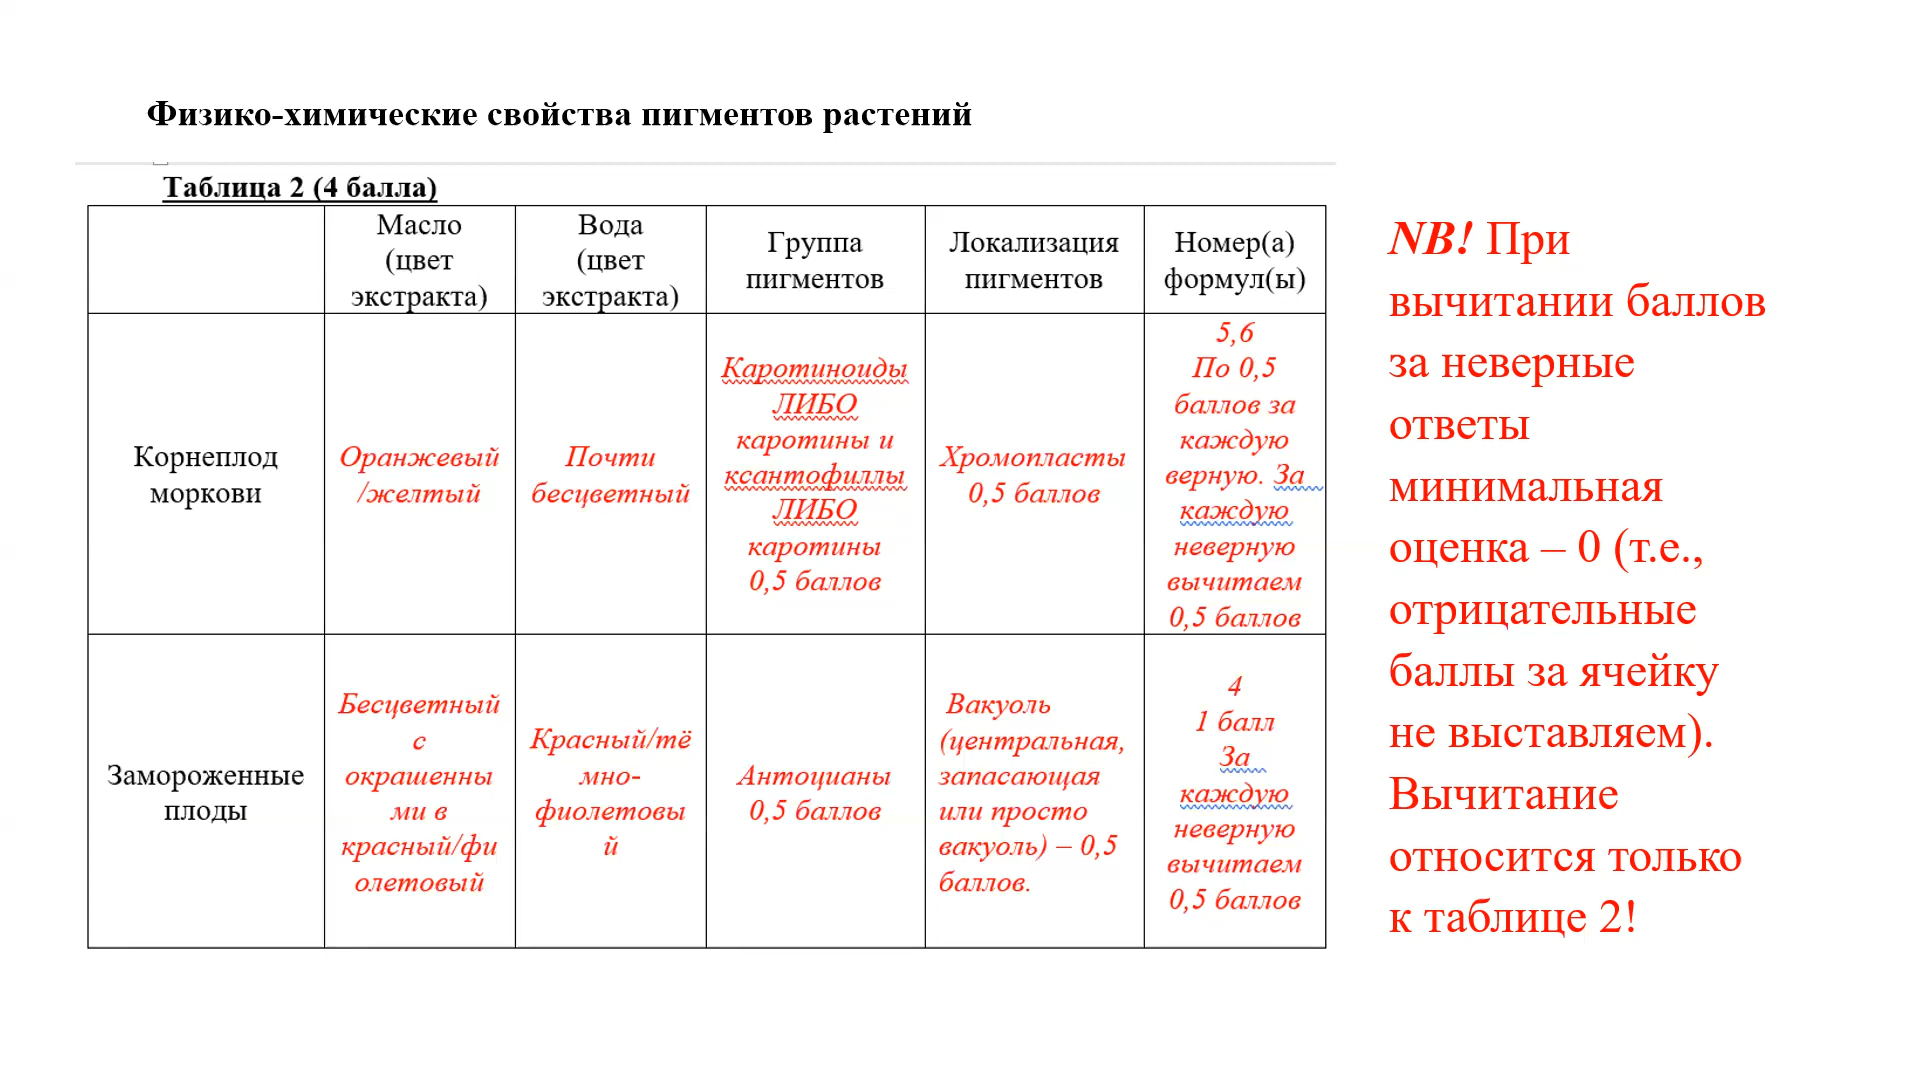 Физико-химические свойства пигментов растений
Таблица 2 (4 балла)
Масло
(цвет
экстракта)
Вода
(цвет
экстракта)
Группа
пигментов
Локализация
пигментов
Номер(а)
формул(ы)
Корнеплод
моркови
Оранжевый
/желтый
Почти
бесцветный
Каротиноиды
ЛИБО
каротины и
ксантофиллы
ЛИБО
каротины
0,5 баллов
Хромопласты
0,5 баллов
5,6
По 0,5
баллов за
каждую
верную. За
каждую
неверную
вычитаем
0,5 баллов
Замороженные
плоды
Бесцветный
с
окрашенны
ми в
красный/фи
олетовый
Красный/тё
мно-
фиолетовы
й
Антоцианы
0,5 баллов
Вакуоль
(центральная,
запасающая
или просто
вакуоль) – 0,5
баллов.
4
1 балл
За
каждую
неверную
вычитаем
0,5 баллов
NB! При
вычитании баллов
за неверные
ответы
минимальная
оценка – 0 (т.е.,
отрицательные
баллы за ячейку
не выставляем).
Вычитание
относится только
к таблице 2!